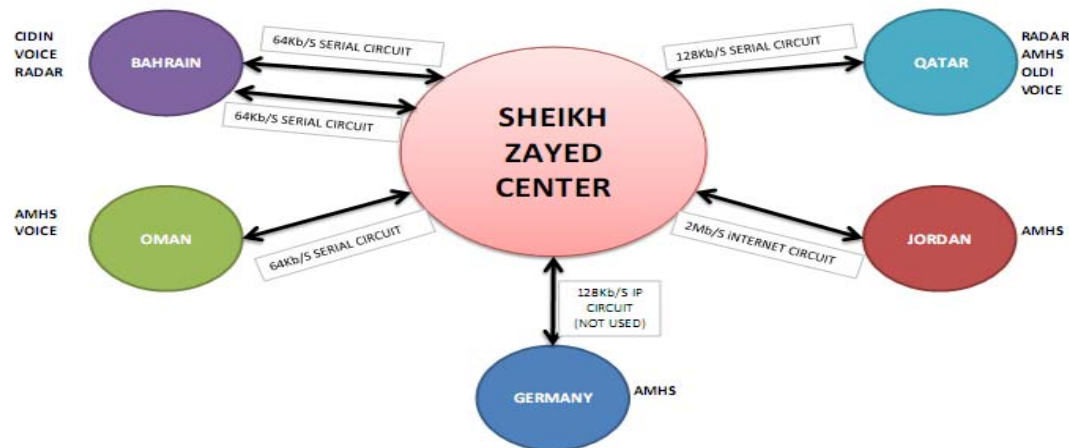 CIDIN
VOICE
RADAR
BAHRAIN
64Kb/S SERIAL CIRCUIT
64Kb/S SERIAL CIRCUIT
128Kb/S SERIAL CIRCUIT
QATAR
RADAR
AMHS
OLDI
VOICE
SHEIKH
ZAYED
CENTER
AMHS
VOICE
OMAN
64Kb/S SERIAL CIRCUIT
2Mb/S iNTERNET CIRCUIT
JORDAN
AMHS
128Kb/S IP
CIRCUIT
(NOT USED)
GERMANY
AMHS